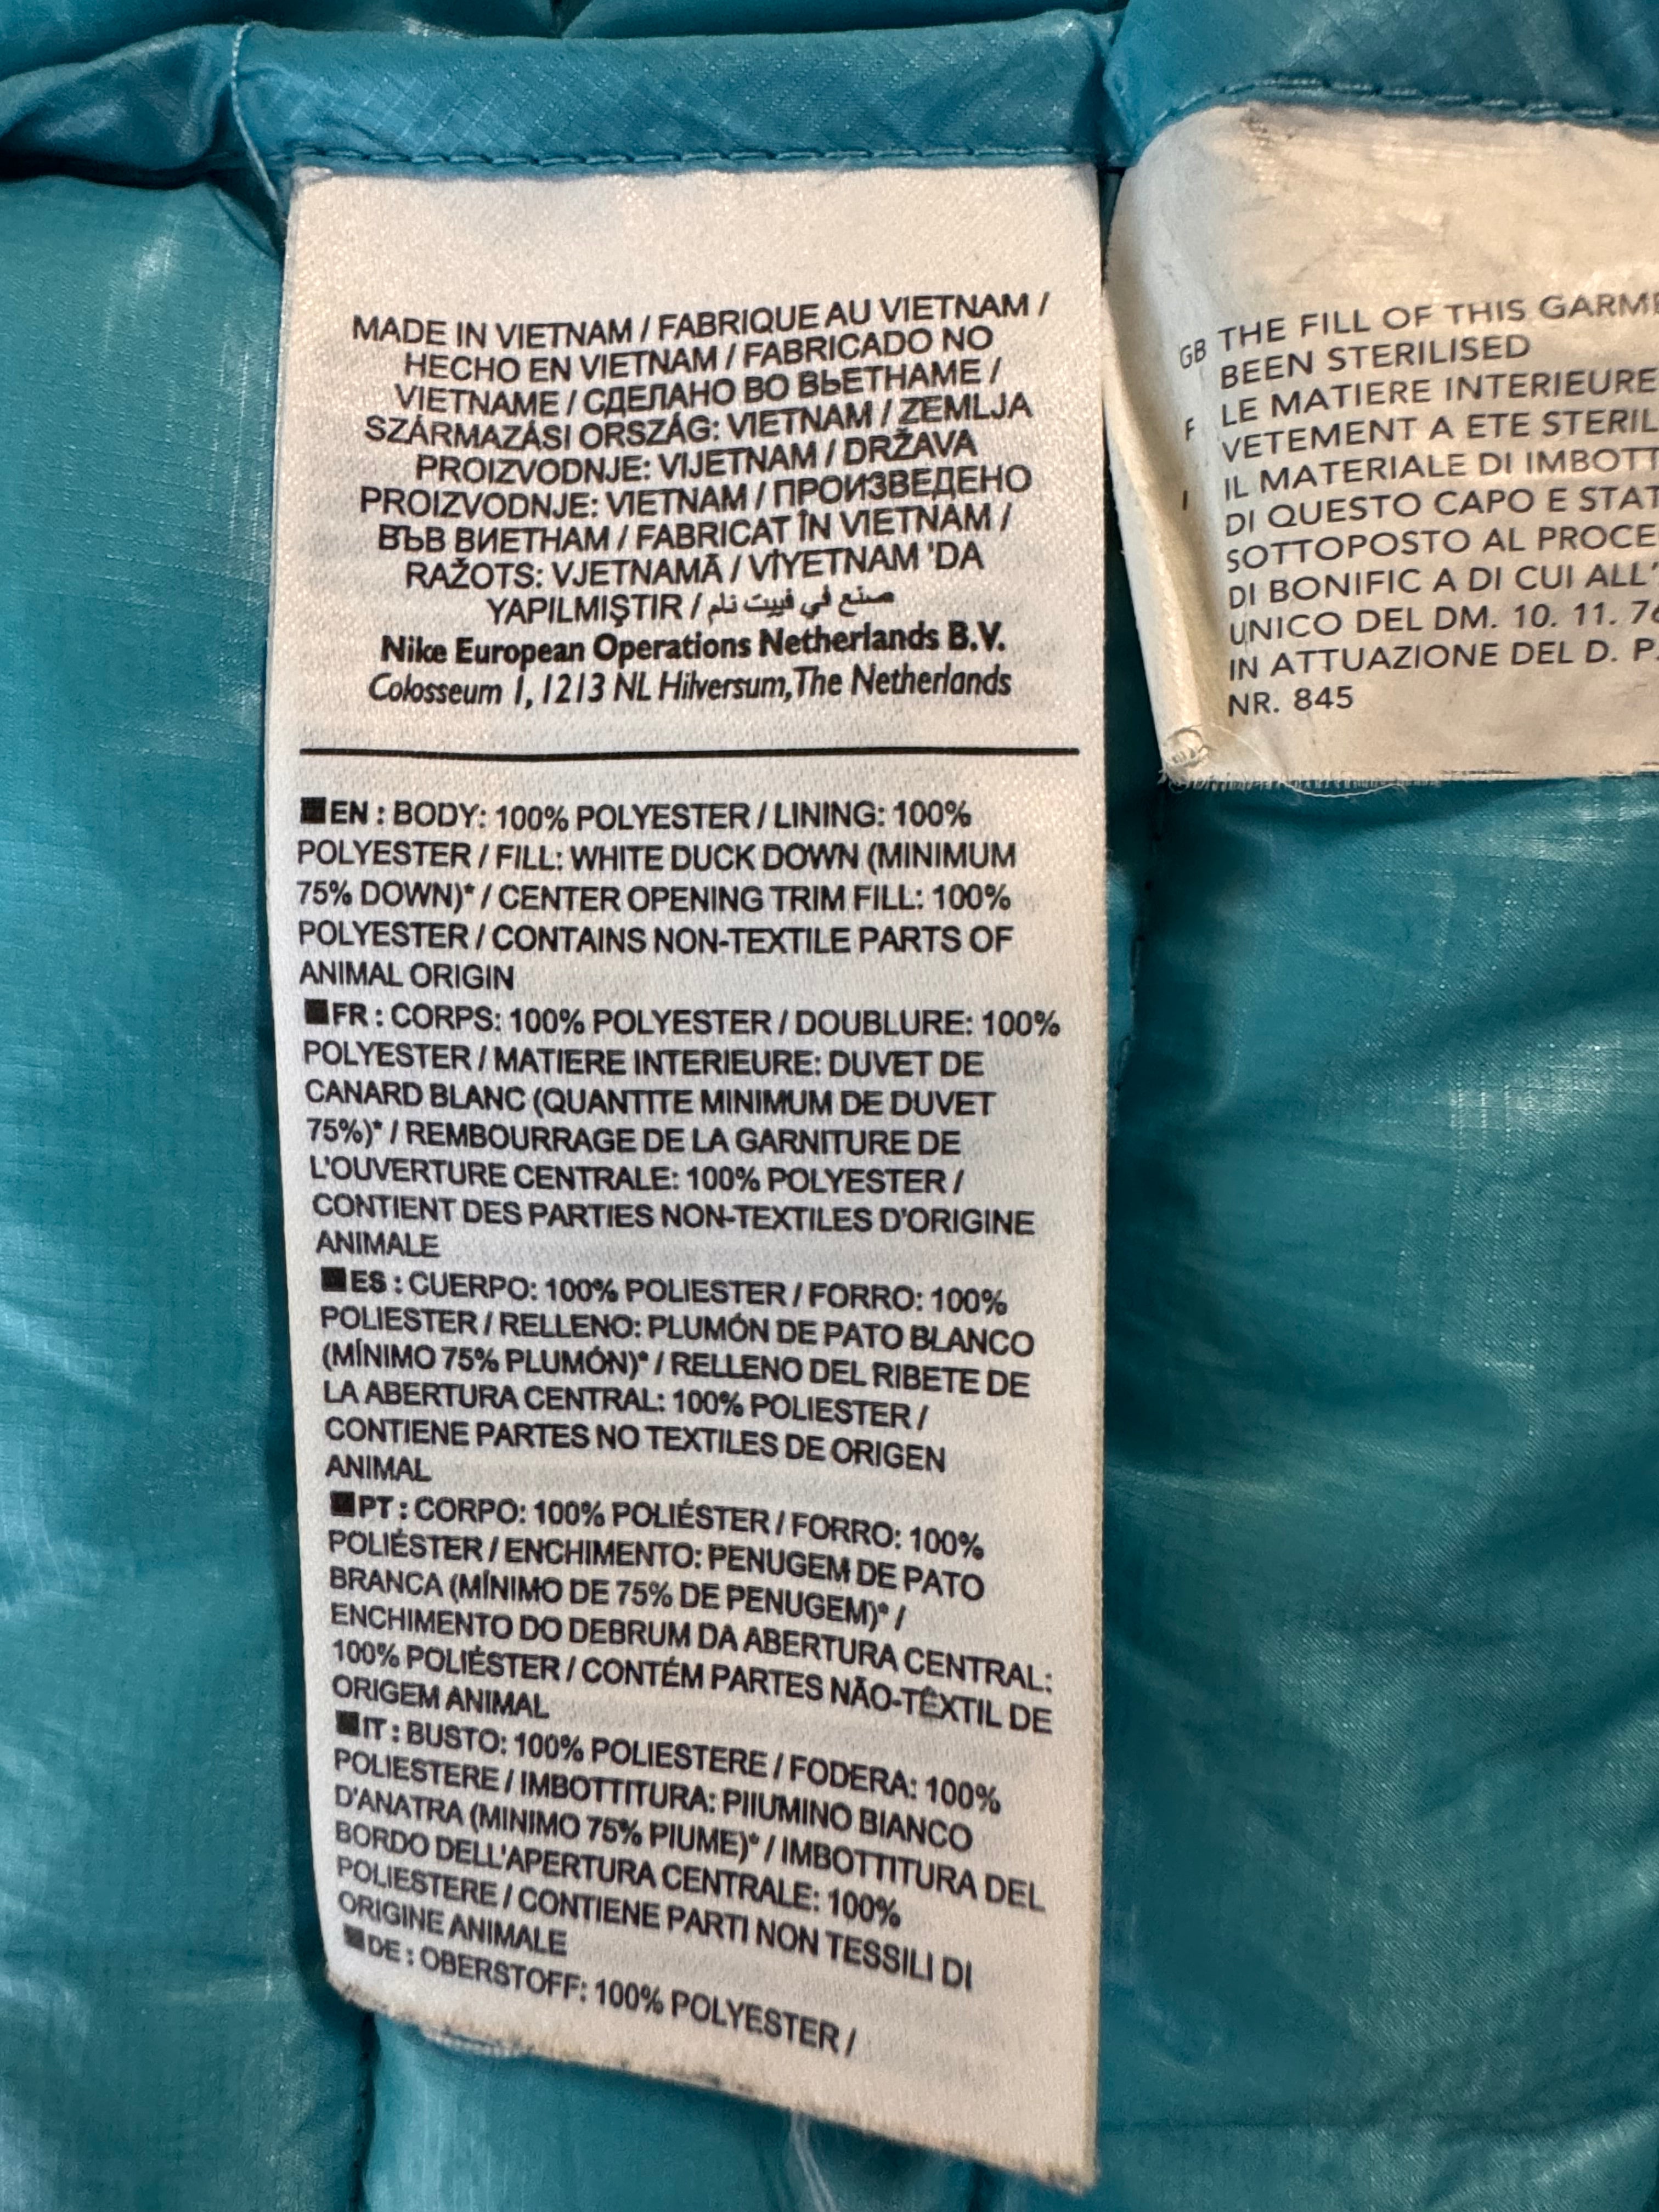 MADE IN VIETNAM / FABRIQUE AU VIETNAM /
HECHO EN VIETNAM / FABRICADO NO
VIETNAME / СДЕЛАНО ВО ВЬЕТНАМЕ /
SZÁRMAZÁSI ORSZÁG: VIETNAM / ZEMLJA
PROIZVODNJE: VIJETNAM / DRŽAVA
PROIZVODNJE: VIETNAM / ПРОИЗВЕДЕНО
ВЪВ ВИЕТНАМ / FABRICAT ÎN VIETNAM /
RAŽOTS: VJETNAMĀ / VİYETNAM 'DA
YAPILMIŞTIR / صنع في فييت نام
Nike European Operations Netherlands B.V.
Colosseum 1, 1213 NL Hilversum, The Netherlands
EN : BODY: 100% POLYESTER / LINING: 100%
POLYESTER / FILL: WHITE DUCK DOWN (MINIMUM
75% DOWN)* / CENTER OPENING TRIM FILL: 100%
POLYESTER / CONTAINS NON-TEXTILE PARTS OF
ANIMAL ORIGIN
FR : CORPS: 100% POLYESTER / DOUBLURE: 100%
POLYESTER / MATIERE INTERIEURE: DUVET DE
CANARD BLANC (QUANTITE MINIMUM DE DUVET
75%)* / REMBOURRAGE DE LA GARNITURE DE
L'OUVERTURE CENTRALE: 100% POLYESTER /
CONTIENT DES PARTIES NON-TEXTILES D'ORIGINE
ANIMALE
ES : CUERPO: 100% POLIESTER / FORRO: 100%
POLIESTER / RELLENO: PLUMÓN DE PATO BLANCO
(MÍNIMO 75% PLUMÓN)* / RELLENO DEL RIBETE DE
LA ABERTURA CENTRAL: 100% POLIESTER /
CONTIENE PARTES NO TEXTILES DE ORIGEN
ANIMAL
PT : CORPO: 100% POLIÉSTER / FORRO: 100%
POLIÉSTER / ENCHIMENTO: PENUGEM DE PATO
BRANCA (MÍNIMO DE 75% DE PENUGEM)* /
ENCHIMENTO DO DEBRUM DA ABERTURA CENTRAL:
100% POLIÉSTER / CONTÉM PARTES NÃO-TÊXTIL DE
ORIGEM ANIMAL
IT : BUSTO: 100% POLIESTERE / FODERA: 100%
POLIESTERE / IMBOTTITURA: PIIUMINO BIANCO
D'ANATRA (MINIMO 75% PIUME)* / IMBOTTITURA DEL
BORDO DELL'APERTURA CENTRALE: 100%
POLIESTERE / CONTIENE PARTI NON TESSILI DI
ORIGINE ANIMALE
DE : OBERSTOFF: 100% POLYESTER /
GB THE FILL OF THIS GARME
BEEN STERILISED
F LE MATIERE INTERIEURE
VETEMENT A ETE STERIL
I IL MATERIALE DI IMBOTT
DI QUESTO CAPO E STAT
SOTTOPOSTO AL PROCE
DI BONIFIC A DI CUI ALL'
UNICO DEL DM. 10. 11. 76
IN ATTUAZIONE DEL D. P.
NR. 845